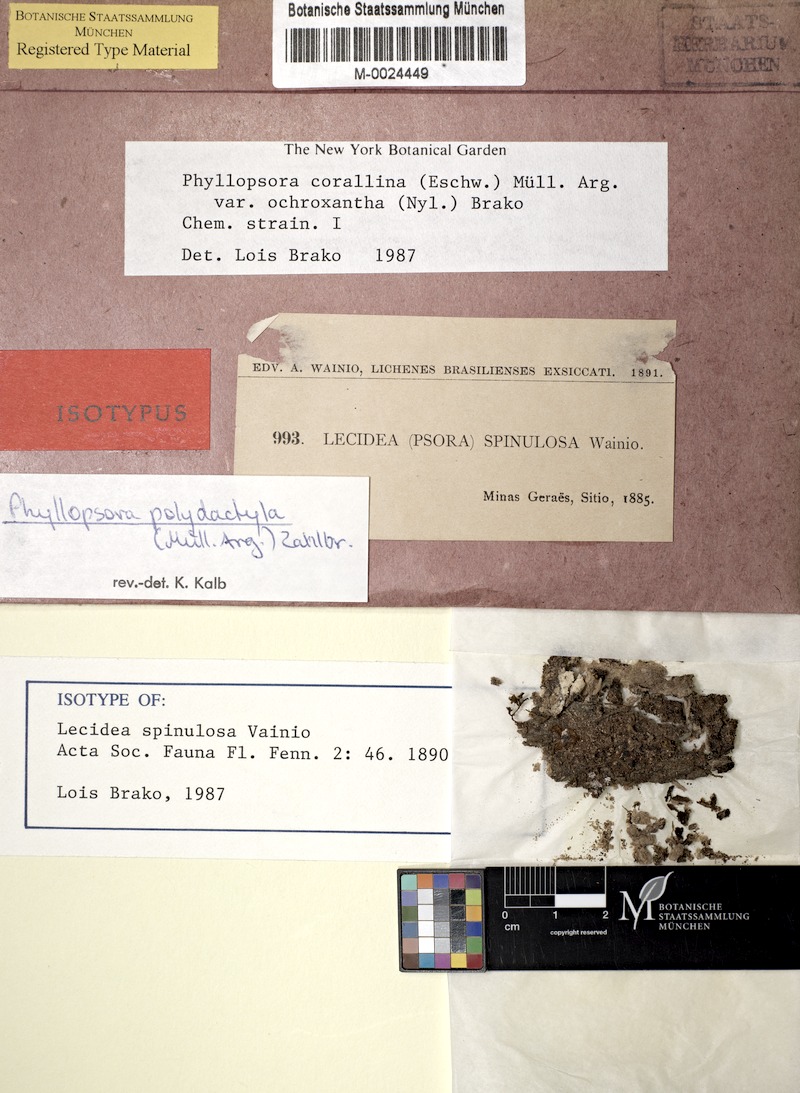 BOTANISCHE STAATSSAMMLUNG
MÜNCHEN
Registered Type Material
Botanische Staatssammlung München
M-0024449
STAATS-
HERBARIUM
MÜNCHEN
The New York Botanical Garden
Phyllopsora corallina (Eschw.) Müll. Arg.
var. ochroxantha (Nyl.) Brako
Chem. strain. I
Det. Lois Brako 1987
EDV. A. WAINIO, LICHENES BRASILIENSES EXSICCATI. 1891.
993. LECIDEA (PSORA) SPINULOSA Wainio.
Minas Geraës, Sitio, 1885.
ISOTYPUS
Phyllopsora polydactyla
(Müll. Arg.) Zahlbr.
rev.-det. K. Kalb
ISOTYPE OF:
Lecidea spinulosa Vainio
Acta Soc. Fauna Fl. Fenn. 2: 46. 1890
Lois Brako, 1987
0 1 2
cm
copyright reserved
M BOTANISCHE
STAATSSAMMLUNG
MÜNCHEN